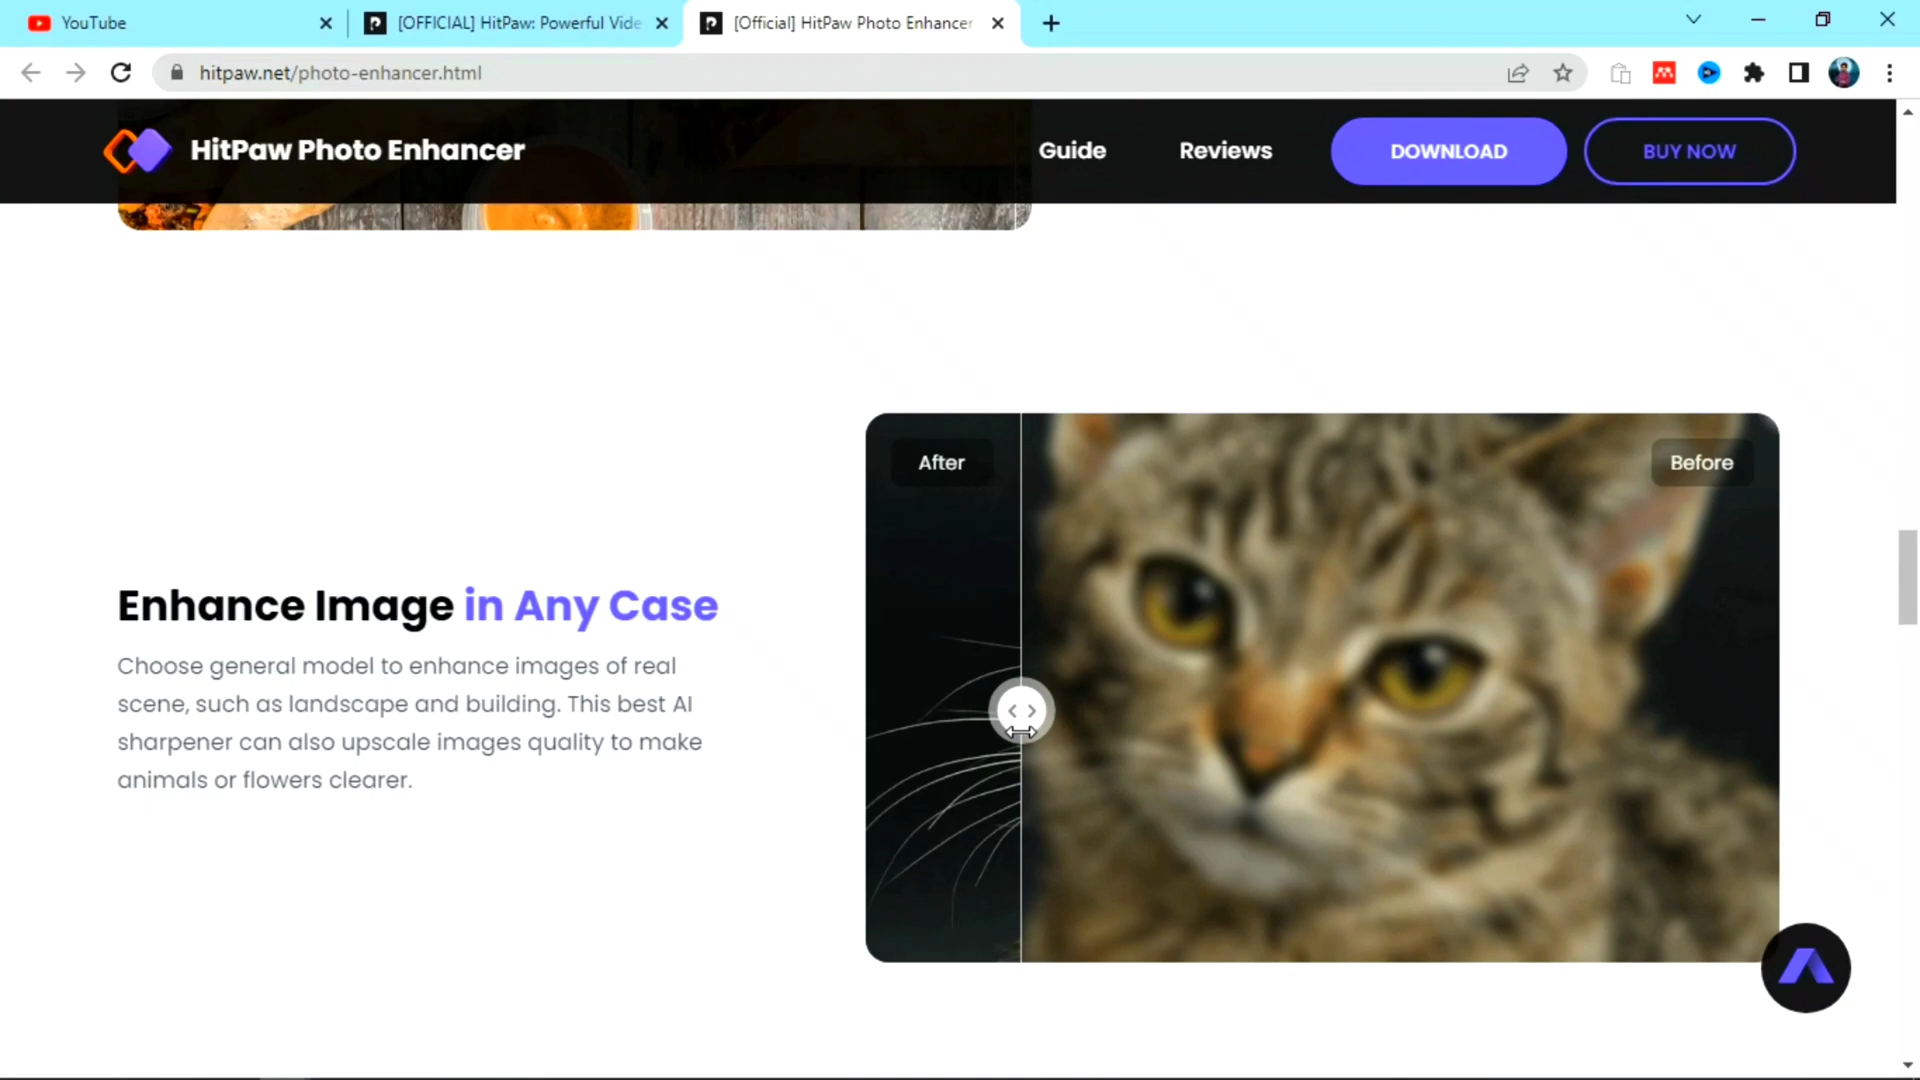 YouTube
[OFFICIAL] HitPaw: Powerful Vide
[Official] HitPaw Photo Enhancer
hitpaw.net/photo-enhancer.html
HitPaw Photo Enhancer
Guide
Reviews
DOWNLOAD
BUY NOW
After
Before
Enhance Image in Any Case
Choose general model to enhance images of real
scene, such as landscape and building. This best AI
sharpener can also upscale images quality to make
animals or flowers clearer.